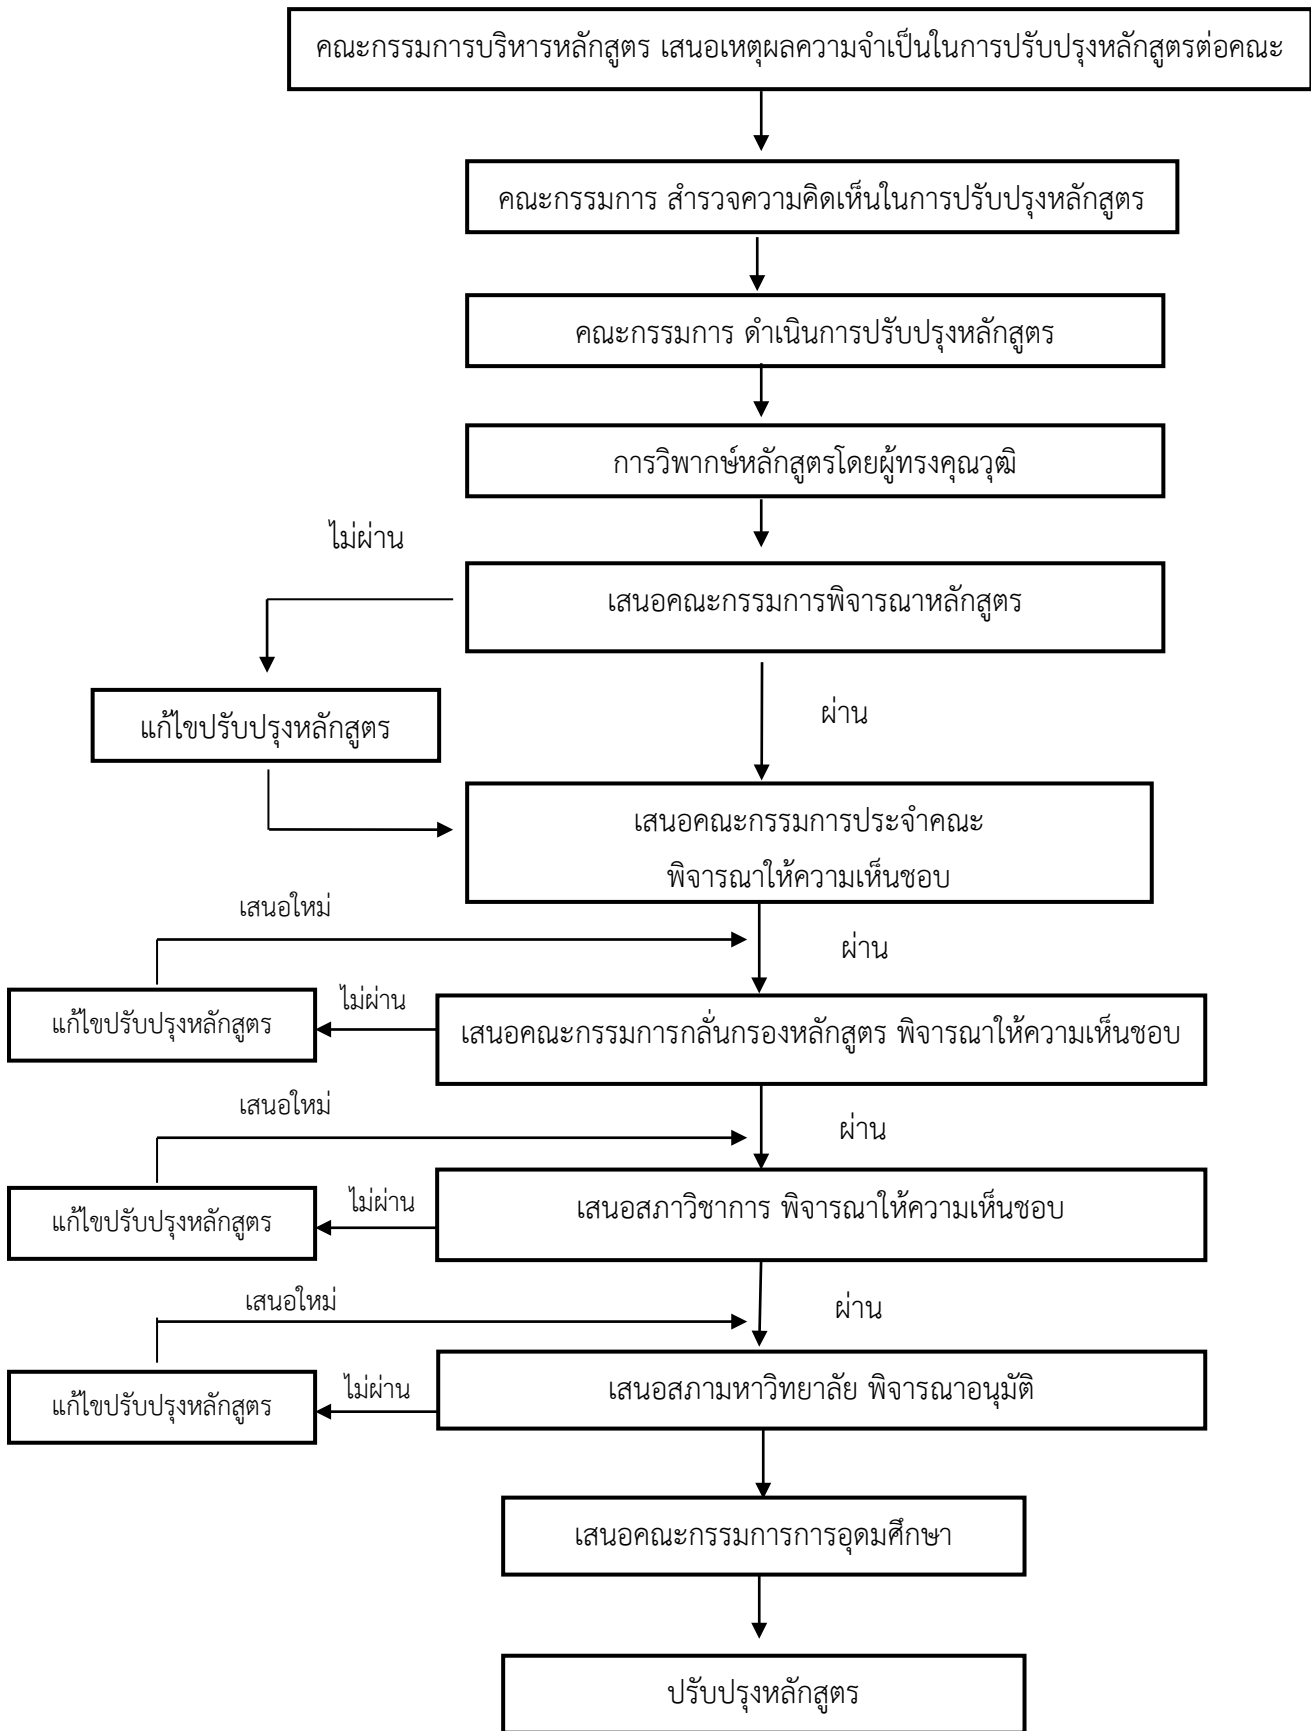 คณะกรรมการบริหารหลักสูตร เสนอเหตุผลความจำเป็นในการปรับปรุงหลักสูตรต่อคณะ
คณะกรรมการ สำรวจความคิดเห็นในการปรับปรุงหลักสูตร
คณะกรรมการ ดำเนินการปรับปรุงหลักสูตร
การวิพากษ์หลักสูตรโดยผู้ทรงคุณวุฒิ
ไม่ผ่าน
เสนอคณะกรรมการพิจารณาหลักสูตร
ผ่าน
แก้ไขปรับปรุงหลักสูตร
เสนอคณะกรรมการประจำคณะ
พิจารณาให้ความเห็นชอบ
เสนอใหม่
ผ่าน
ไม่ผ่าน
แก้ไขปรับปรุงหลักสูตร
เสนอคณะกรรมการกลั่นกรองหลักสูตร พิจารณาให้ความเห็นชอบ
เสนอใหม่
ผ่าน
ไม่ผ่าน
แก้ไขปรับปรุงหลักสูตร
เสนอสภาวิชาการ พิจารณาให้ความเห็นชอบ
เสนอใหม่
ผ่าน
ไม่ผ่าน
แก้ไขปรับปรุงหลักสูตร
เสนอสภามหาวิทยาลัย พิจารณาอนุมัติ
เสนอคณะกรรมการการอุดมศึกษา
ปรับปรุงหลักสูตร